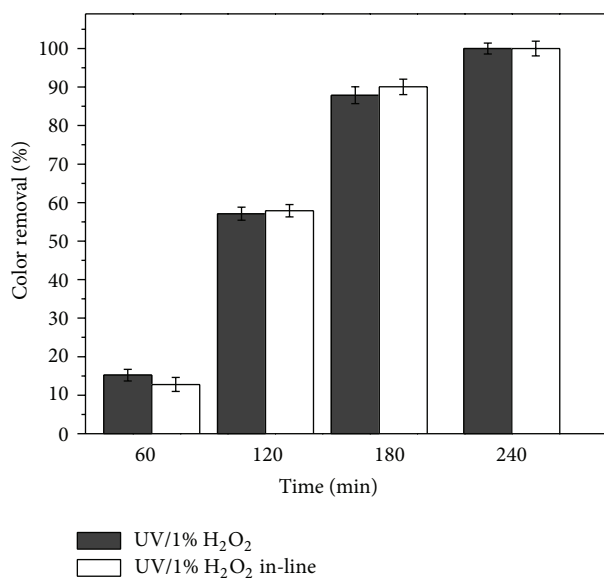 100
90
80
70
60
50
40
30
20
10
0
Color removal (%)
60 120 180 240
Time (min)
UV/1% H₂O₂
UV/1% H₂O₂ in-line